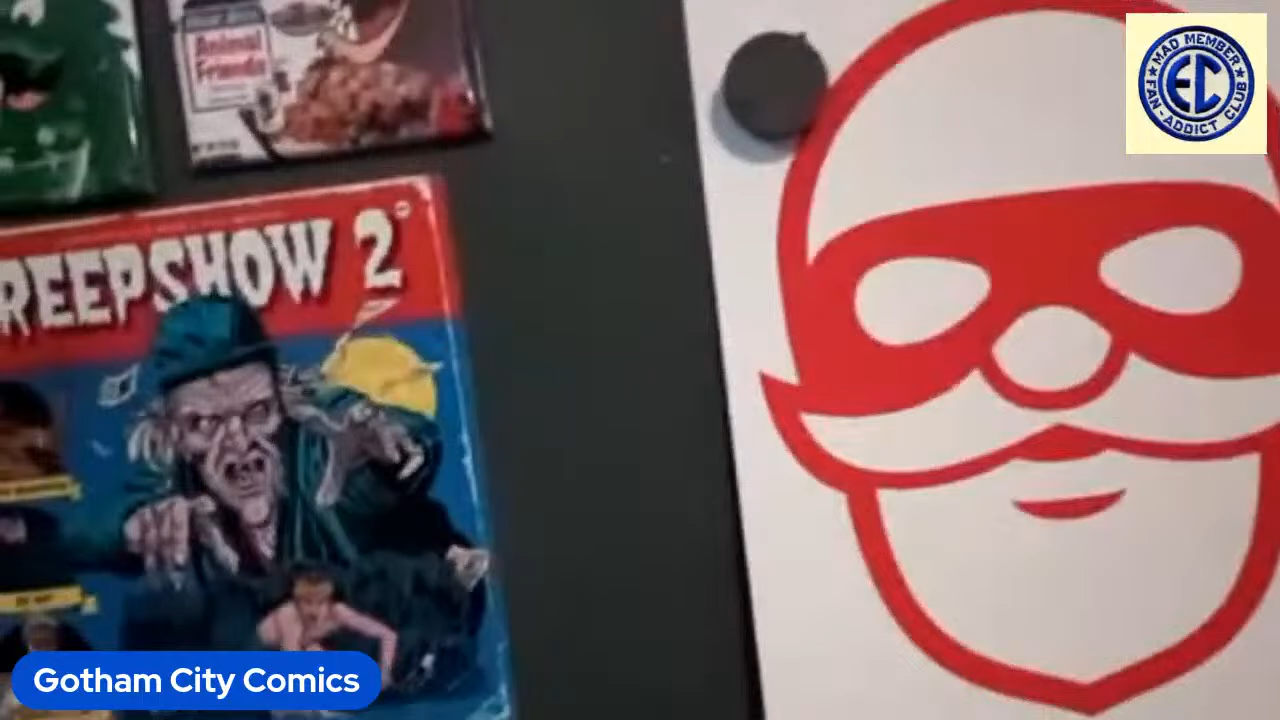 Animal
Friends
REEPSHOW 2
MAD MEMBER
EC
FAN-ADDICT CLUB
Gotham City Comics